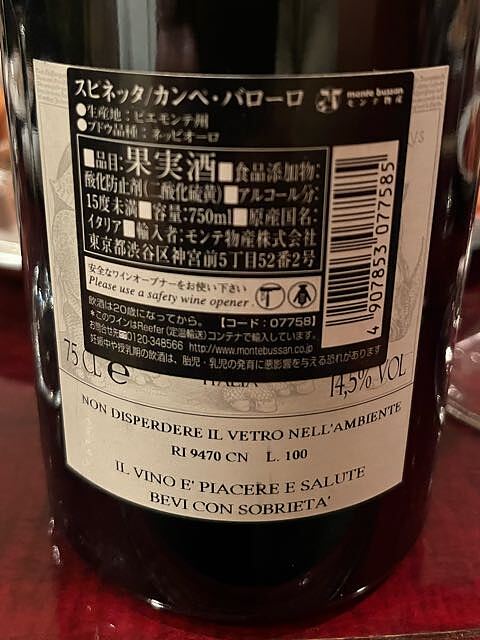 スピネッタ/カンペ・バローロ
monte bussan
モンテ物産
●生産地：ピエモンテ州
●ブドウ品種：ネッビオーロ
■品目:果実酒■食品添加物:
酸化防止剤(二酸化硫黄)■アルコール分:
15度未満■容量:750ml■原産国名:
イタリア■輸入者:モンテ物産株式会社
東京都渋谷区神宮前5丁目52番2号
4 907853 077585
安全なワインオープナーをお使い下さい
Please use a safety wine opener.
飲酒は20歳になってから。 【コード：07758】
*このワインはReefer(定温輸送)コンテナで輸入しています。
お問合せ先 0120-348566 http://www.montebussan.co.jp
妊娠中や授乳期の飲酒は、胎児・乳児の発育に悪影響を与える恐れがあります
75 CL e
ITALIA
14,5% VOL
NON DISPERDERE IL VETRO NELL'AMBIENTE
RI 9470 CN L. 100
IL VINO E' PIACERE E SALUTE
BEVI CON SOBRIETA'